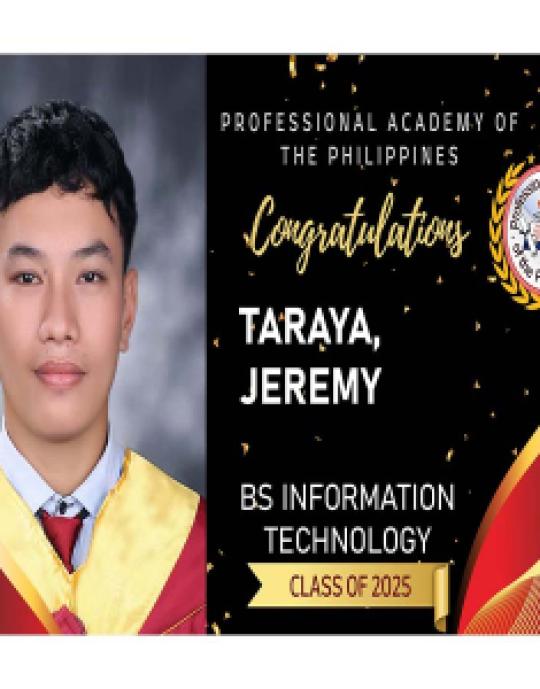 PROFESSIONAL ACADEMY OF
THE PHILIPPINES
Congratulations
TARAYA,
JEREMY
BS INFORMATION
TECHNOLOGY
CLASS OF 2025